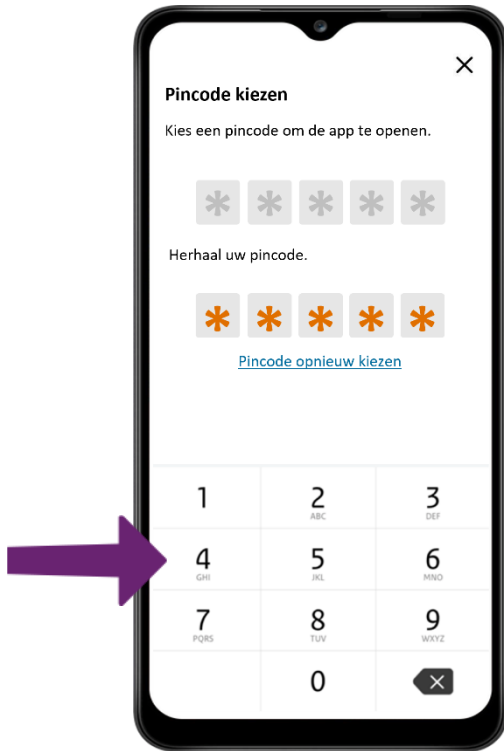 Pincode kiezen
Kies een pincode om de app te openen.
* * * * *
Herhaal uw pincode.
* * * * *
Pincode opnieuw kiezen
1 2 3
ABC DEF
4 5 6
GHI JKL MNO
7 8 9
PQRS TUV WXYZ
0